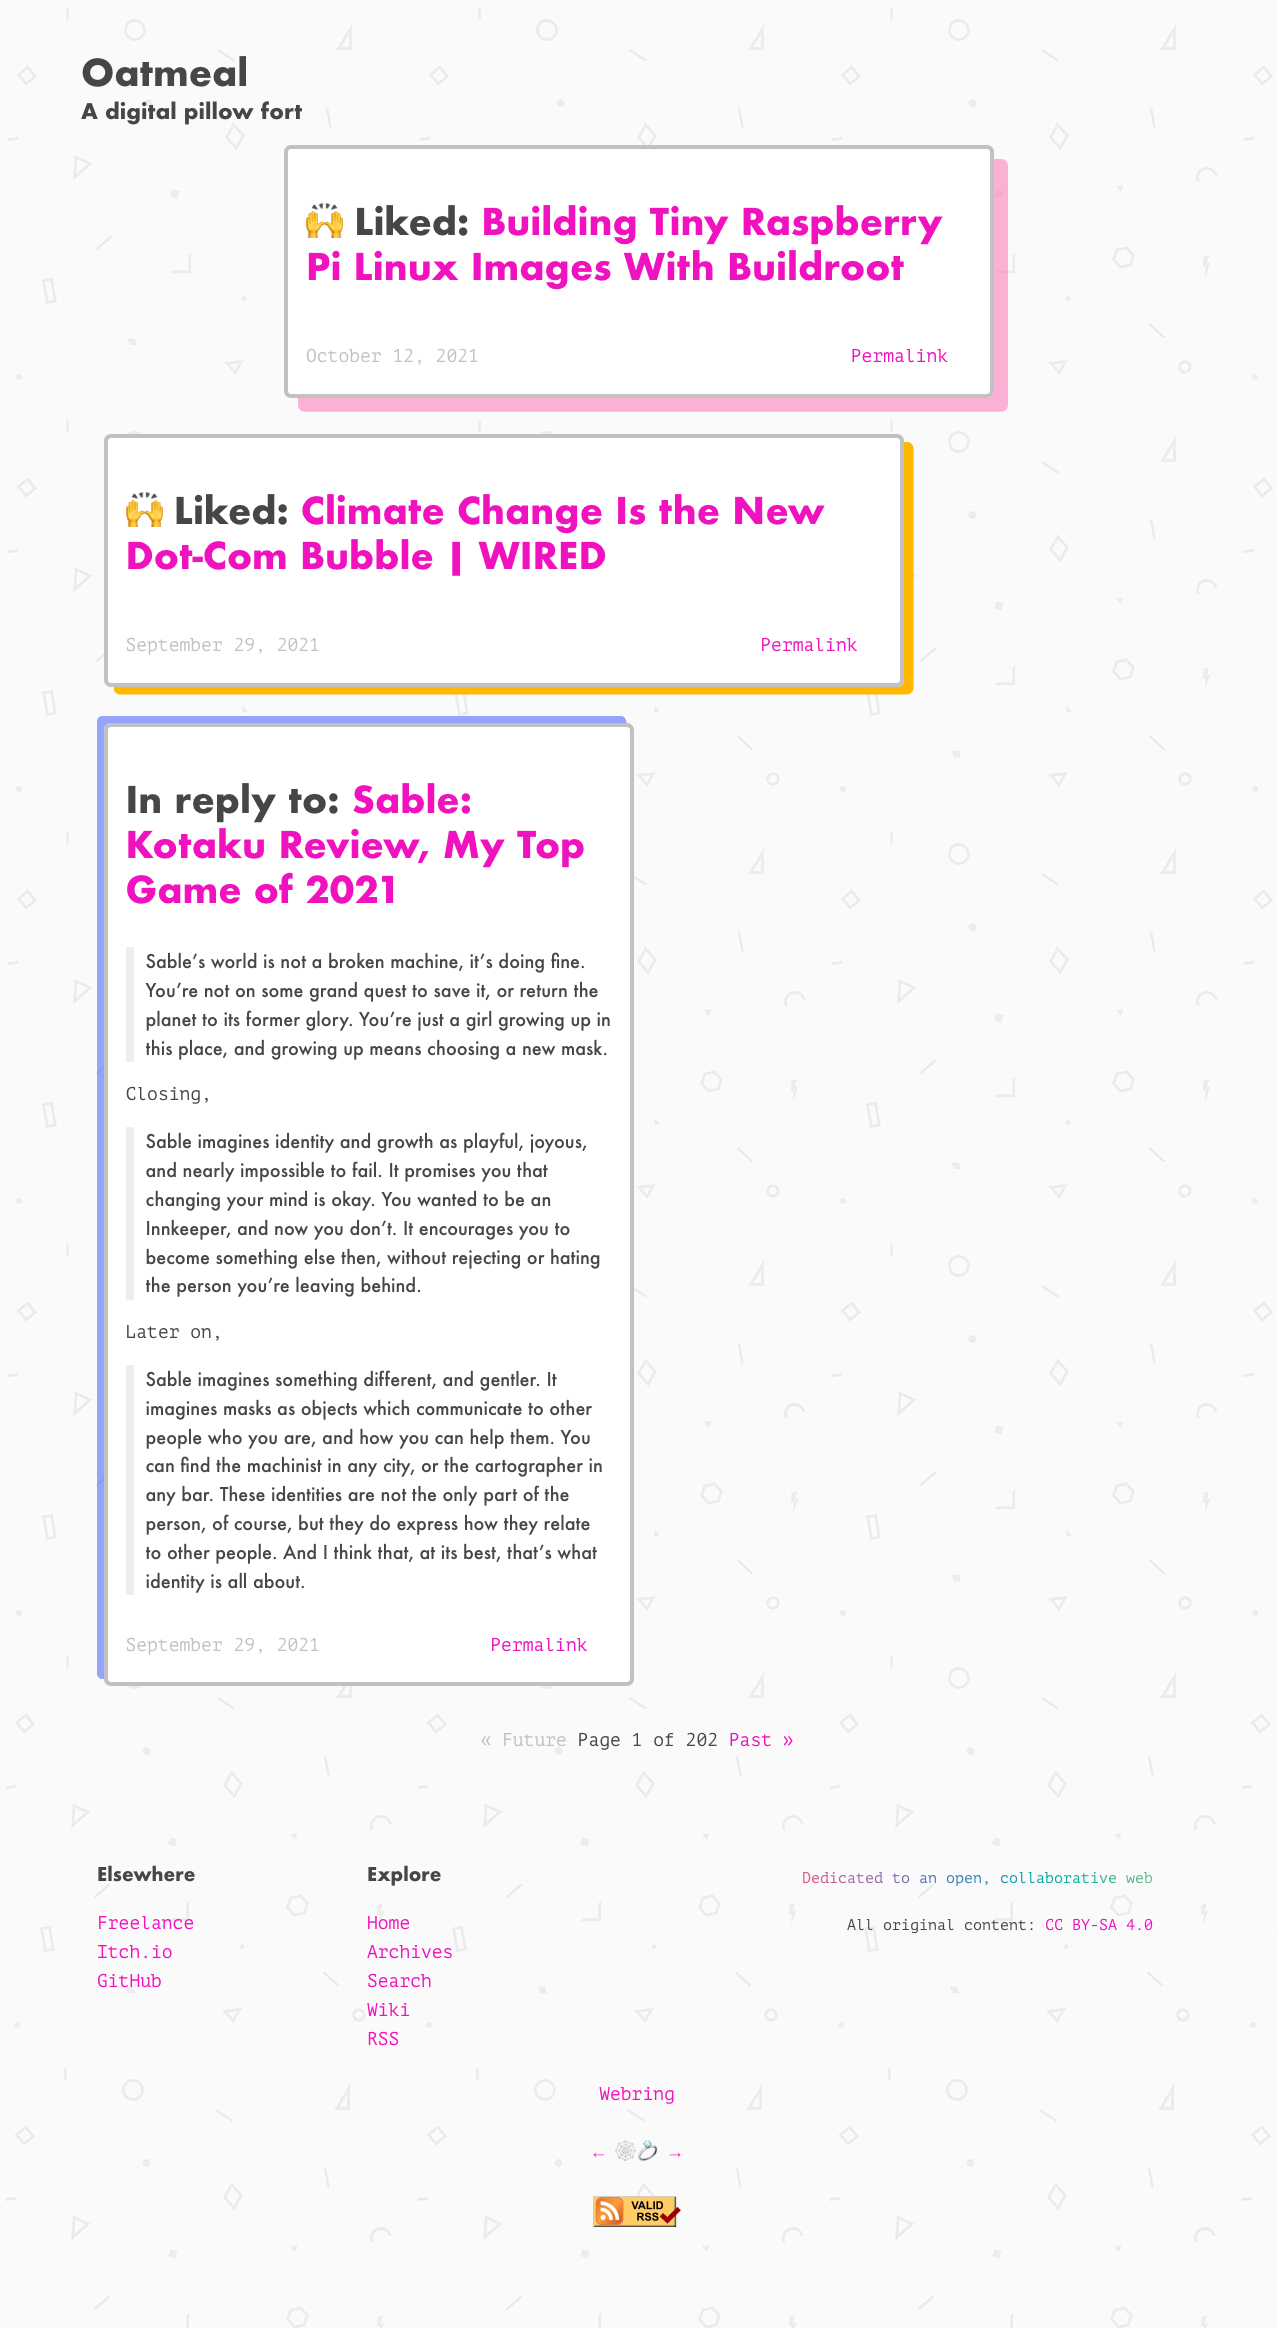 Oatmeal
A digital pillow fort
🙌 Liked: Building Tiny Raspberry
Pi Linux Images With Buildroot
October 12, 2021 Permalink
🙌 Liked: Climate Change Is the New
Dot-Com Bubble | WIRED
September 29, 2021 Permalink
In reply to: Sable:
Kotaku Review, My Top
Game of 2021
Sable’s world is not a broken machine, it’s doing fine.
You’re not on some grand quest to save it, or return the
planet to its former glory. You’re just a girl growing up in
this place, and growing up means choosing a new mask.
Closing,
Sable imagines identity and growth as playful, joyous,
and nearly impossible to fail. It promises you that
changing your mind is okay. You wanted to be an
Innkeeper, and now you don’t. It encourages you to
become something else then, without rejecting or hating
the person you’re leaving behind.
Later on,
Sable imagines something different, and gentler. It
imagines masks as objects which communicate to other
people who you are, and how you can help them. You
can find the machinist in any city, or the cartographer in
any bar. These identities are not the only part of the
person, of course, but they do express how they relate
to other people. And I think that, at its best, that’s what
identity is all about.
September 29, 2021 Permalink
« Future Page 1 of 202 Past »
Elsewhere
Freelance
Itch.io
GitHub
Explore
Home
Archives
Search
Wiki
RSS
Dedicated to an open, collaborative web
All original content: CC BY-SA 4.0
Webring
← 🕸💍 →
VALID
RSS